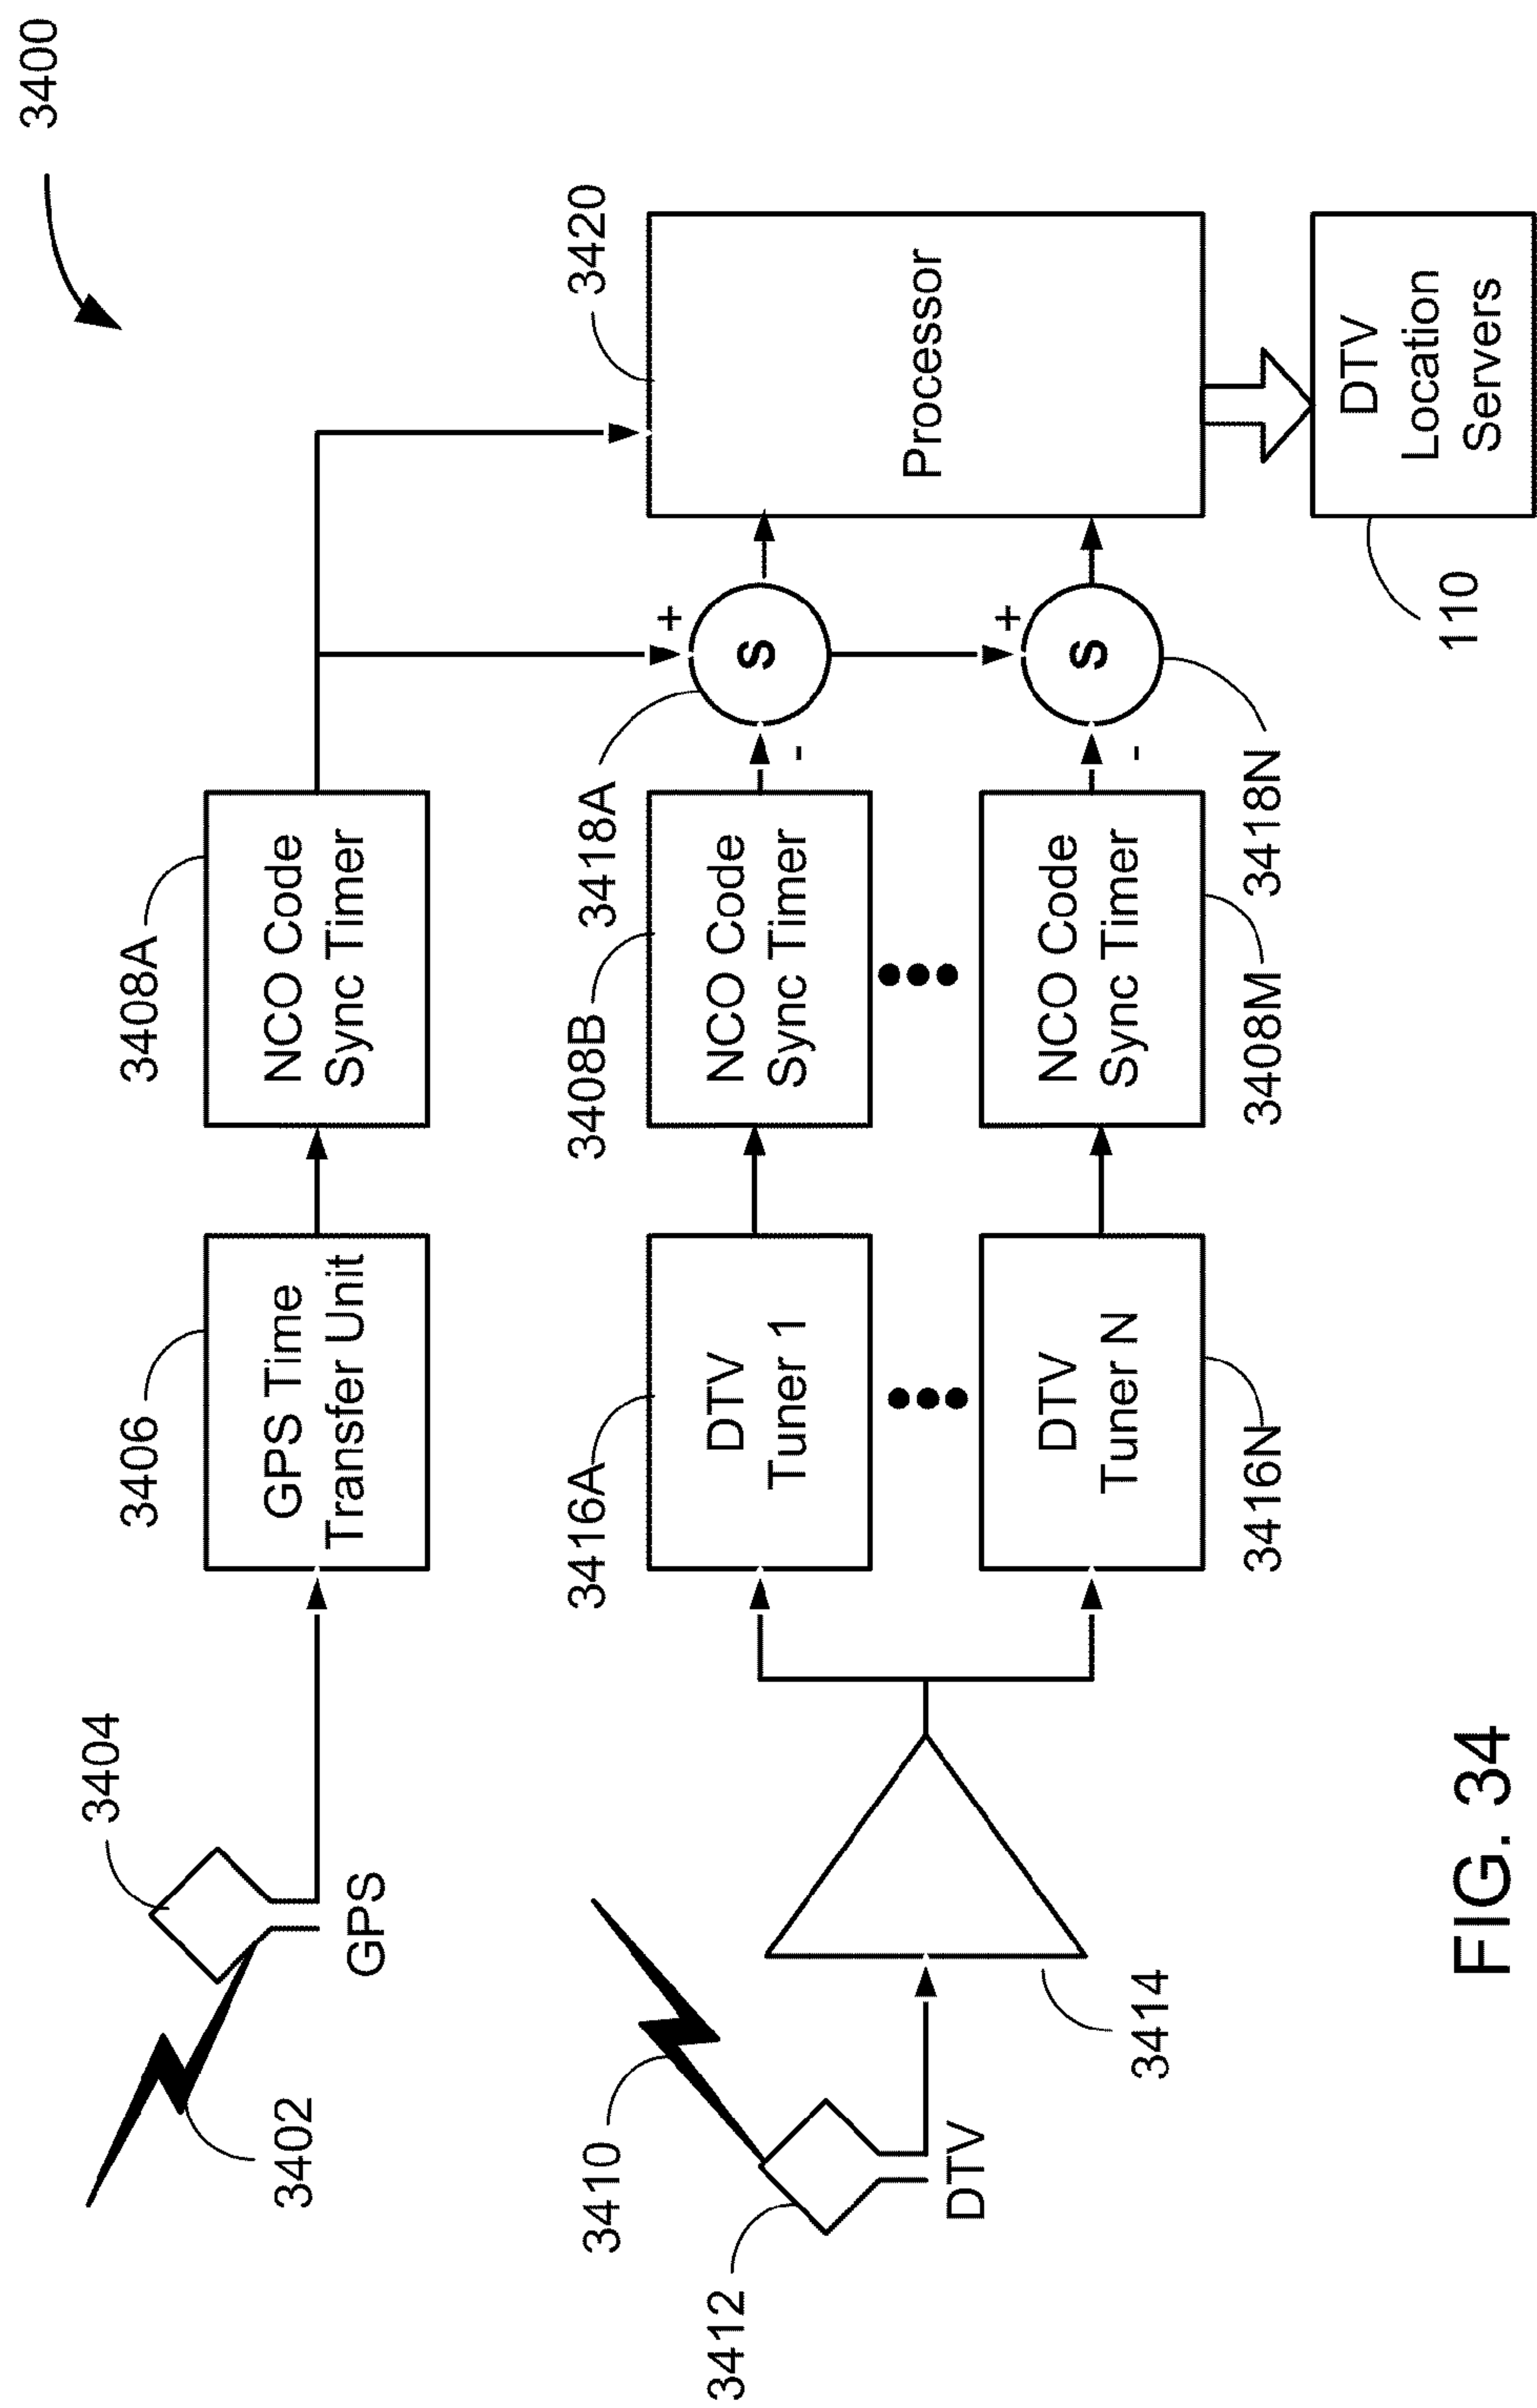 3400
3404
3406
3408A
3402
GPS
GPS Time
Transfer Unit
NCO Code
Sync Timer
3410
3412
DTV
3414
3416A
DTV
Tuner 1
3408B
NCO Code
Sync Timer
3418A
+
S
-
3420
Processor
•••
•••
DTV
Tuner N
3416N
NCO Code
Sync Timer
3408M
+
S
-
3418N
110
DTV
Location
Servers
FIG. 34